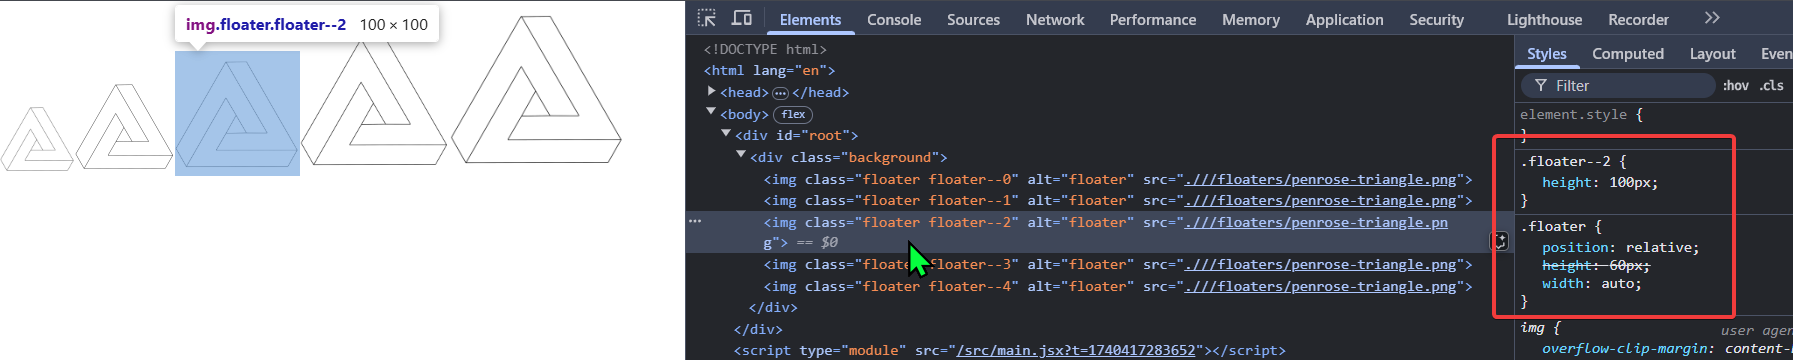 img.floater.floater--2 100 × 100
Elements Console Sources Network Performance Memory Application Security Lighthouse Recorder
<!DOCTYPE html>
<html lang="en">
<head> ⋯ </head>
<body> flex
<div id="root">
<div class="background">
<img class="floater floater--0" alt="floater" src=".///floaters/penrose-triangle.png">
<img class="floater floater--1" alt="floater" src=".///floaters/penrose-triangle.png">
<img class="floater floater--2" alt="floater" src=".///floaters/penrose-triangle.pn
g"> == $0
<img class="floater floater--3" alt="floater" src=".///floaters/penrose-triangle.png">
<img class="floater floater--4" alt="floater" src=".///floaters/penrose-triangle.png">
</div>
</div>
<script type="module" src="/src/main.jsx?t=1740417283652"></script>
Styles Computed Layout Even
Filter :hov .cls
element.style {
}
.floater--2 {
height: 100px;
}
.floater {
position: relative;
height: 60px;
width: auto;
}
img { user agen
overflow-clip-margin: content-